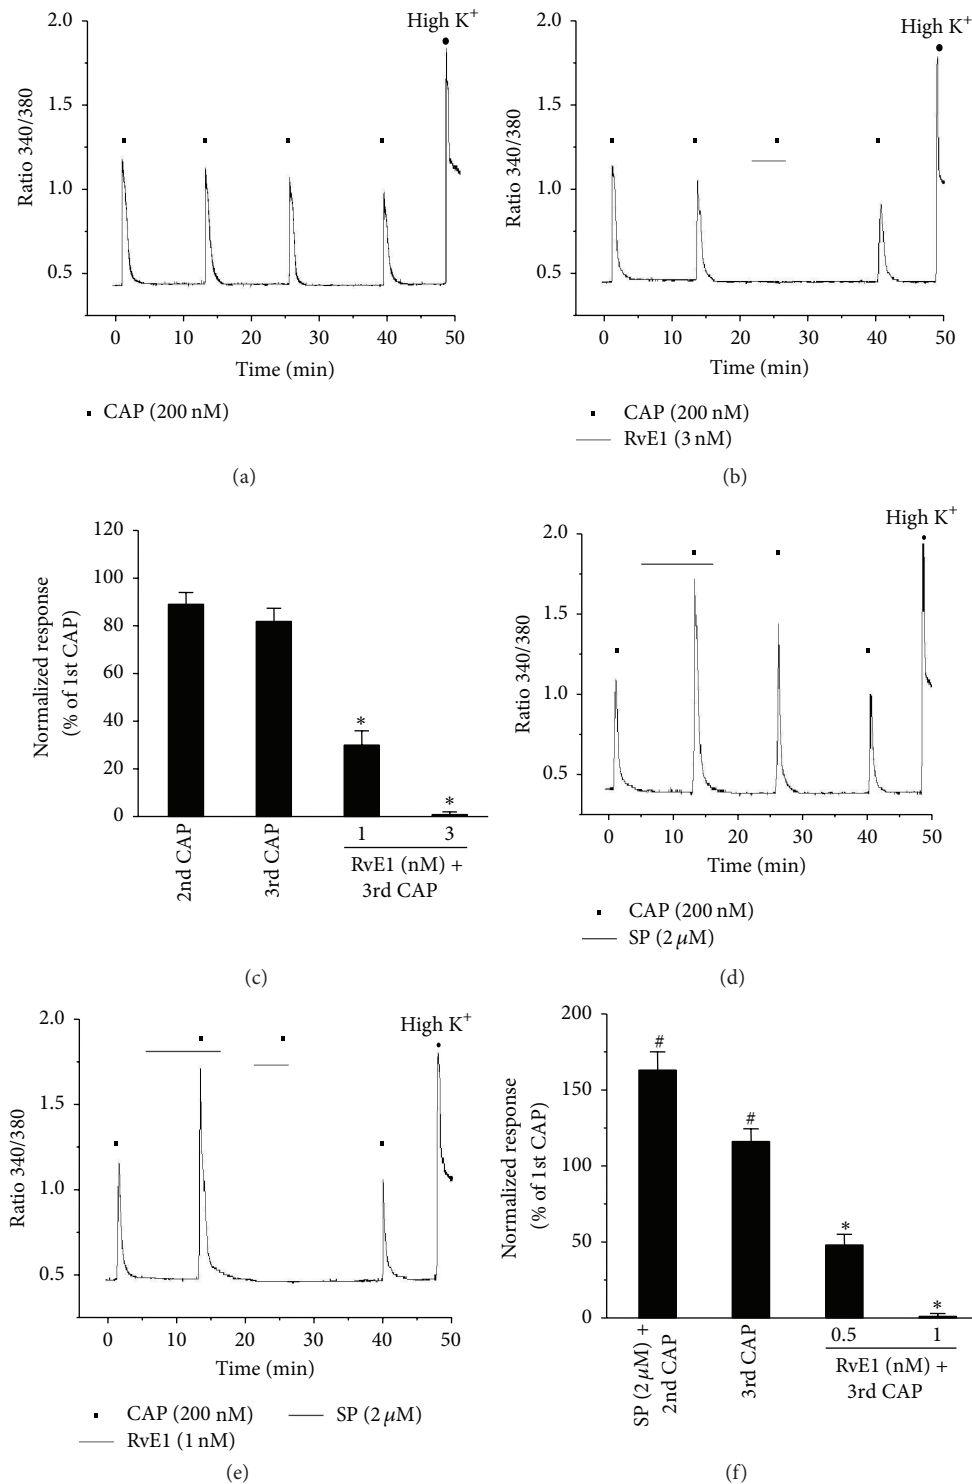 High K+
2.0
1.5
1.0
0.5
Ratio 340/380
0 10 20 30 40 50
Time (min)
CAP (200 nM)
(a)
High K+
2.0
1.5
1.0
0.5
Ratio 340/380
0 10 20 30 40 50
Time (min)
CAP (200 nM)
RvE1 (3 nM)
(b)
120
100
80
60
40
20
0
Normalized response
(% of 1st CAP)
*
*
2nd CAP
3rd CAP
1 3
RvE1 (nM) +
3rd CAP
(c)
High K+
2.0
1.5
1.0
0.5
Ratio 340/380
0 10 20 30 40 50
Time (min)
CAP (200 nM)
SP (2 μM)
(d)
High K+
2.0
1.5
1.0
0.5
Ratio 340/380
0 10 20 30 40 50
Time (min)
CAP (200 nM) SP (2 μM)
RvE1 (1 nM)
(e)
200
150
100
50
0
Normalized response
(% of 1st CAP)
#
#
*
*
SP (2 μM) +
2nd CAP
3rd CAP
0.5 1
RvE1 (nM) +
3rd CAP
(f)